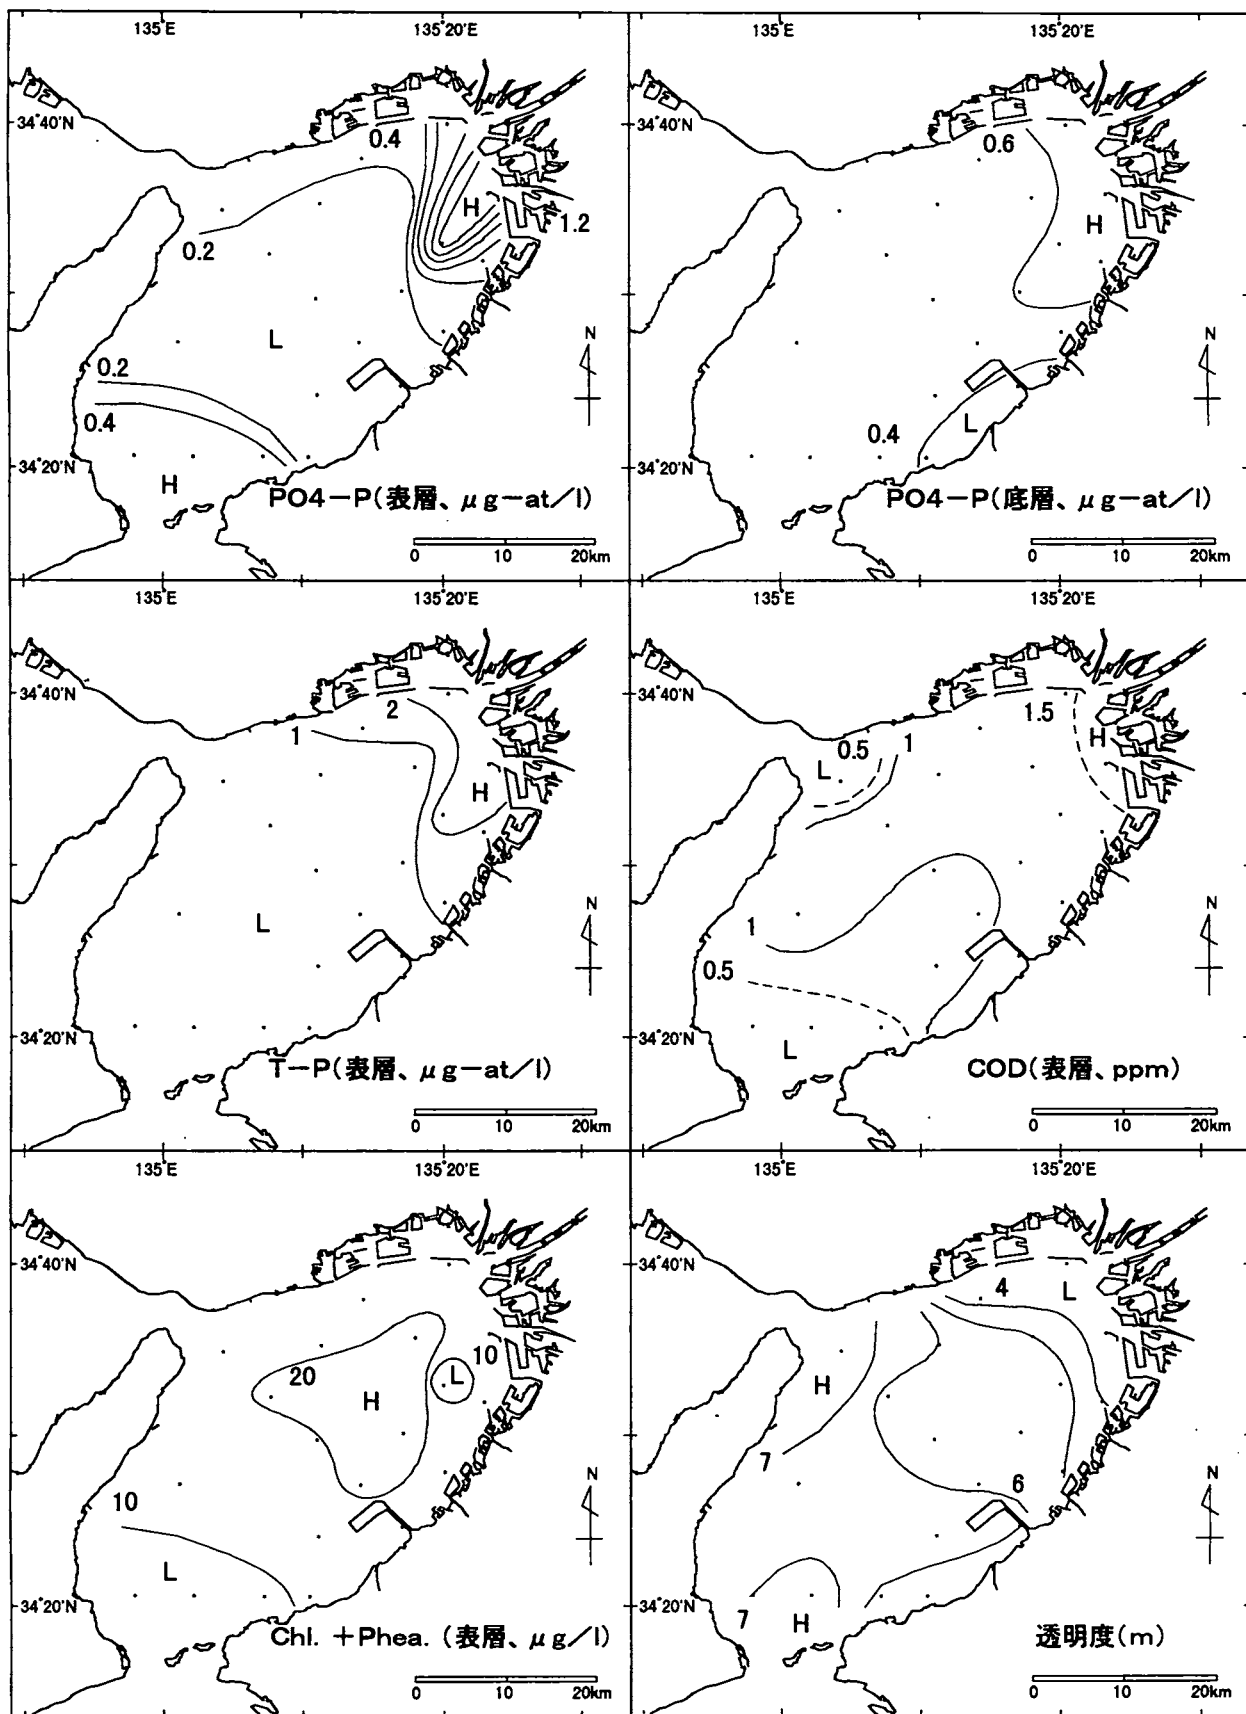 135°E 135°20'E
34°40'N
0.4
H
1.2
0.2
L
N
0.2
0.4
34°20'N
H
PO4-P(表層、μg-at/l)
0 10 20km
135°E 135°20'E
34°40'N
0.6
H
N
0.4
L
34°20'N
PO4-P(底層、μg-at/l)
0 10 20km
135°E 135°20'E
34°40'N
2
1
H
L
N
34°20'N
T-P(表層、μg-at/l)
0 10 20km
135°E 135°20'E
34°40'N
1.5
0.5 1 H
L
1
N
0.5
34°20'N
L
COD(表層、ppm)
0 10 20km
135°E 135°20'E
34°40'N
20 L 10
H
N
10
L
34°20'N
Chl. +Phea. (表層、μg/l)
0 10 20km
135°E 135°20'E
34°40'N
4 L
H
7
6
N
34°20'N
7 H
透明度(m)
0 10 20km